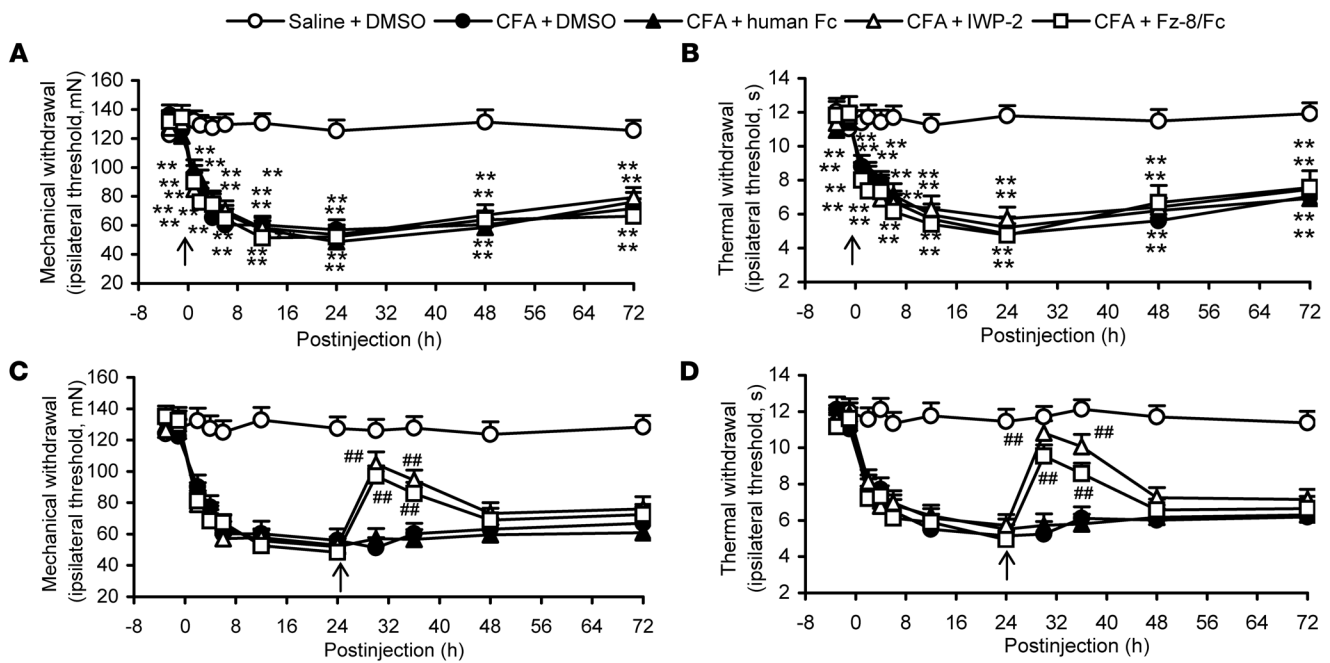 Saline + DMSO CFA + DMSO CFA + human Fc CFA + IWP-2 CFA + Fz-8/Fc
A
Mechanical withdrawal
(ipsilateral threshold,mN)
160
140
120
100
80
60
40
20
** ** ** ** ** ** ** ** ** ** ** ** ** ** ** ** ** ** ** ** ** ** ** ** ** ** ** **
-8 0 8 16 24 32 40 48 56 64 72
Postinjection (h)
B
Thermal withdrawal
(ipsilateral threshold, s)
14
12
10
8
6
4
2
** ** ** ** ** ** ** ** ** ** ** ** ** ** ** ** ** ** ** ** ** ** ** ** ** ** ** **
-8 0 8 16 24 32 40 48 56 64 72
Postinjection (h)
C
Mechanical withdrawal
(ipsilateral threshold, mN)
160
140
120
100
80
60
40
20
## ##
## ##
-8 0 8 16 24 32 40 48 56 64 72
Postinjection (h)
D
Thermal withdrawal
(ipsilateral threshold, s)
14
12
10
8
6
4
2
## ##
## ##
-8 0 8 16 24 32 40 48 56 64 72
Postinjection (h)